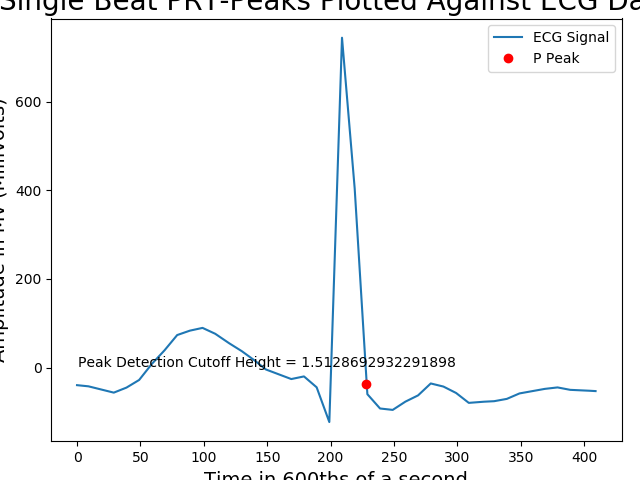 Single Beat PRT-Peaks Plotted Against ECG Da
ECG Signal
P Peak
Amplitude in MV (Millivolts)
600
400
200
0
Peak Detection Cutoff Height = 1.5128692932291898
0 50 100 150 200 250 300 350 400
Time in 600ths of a second